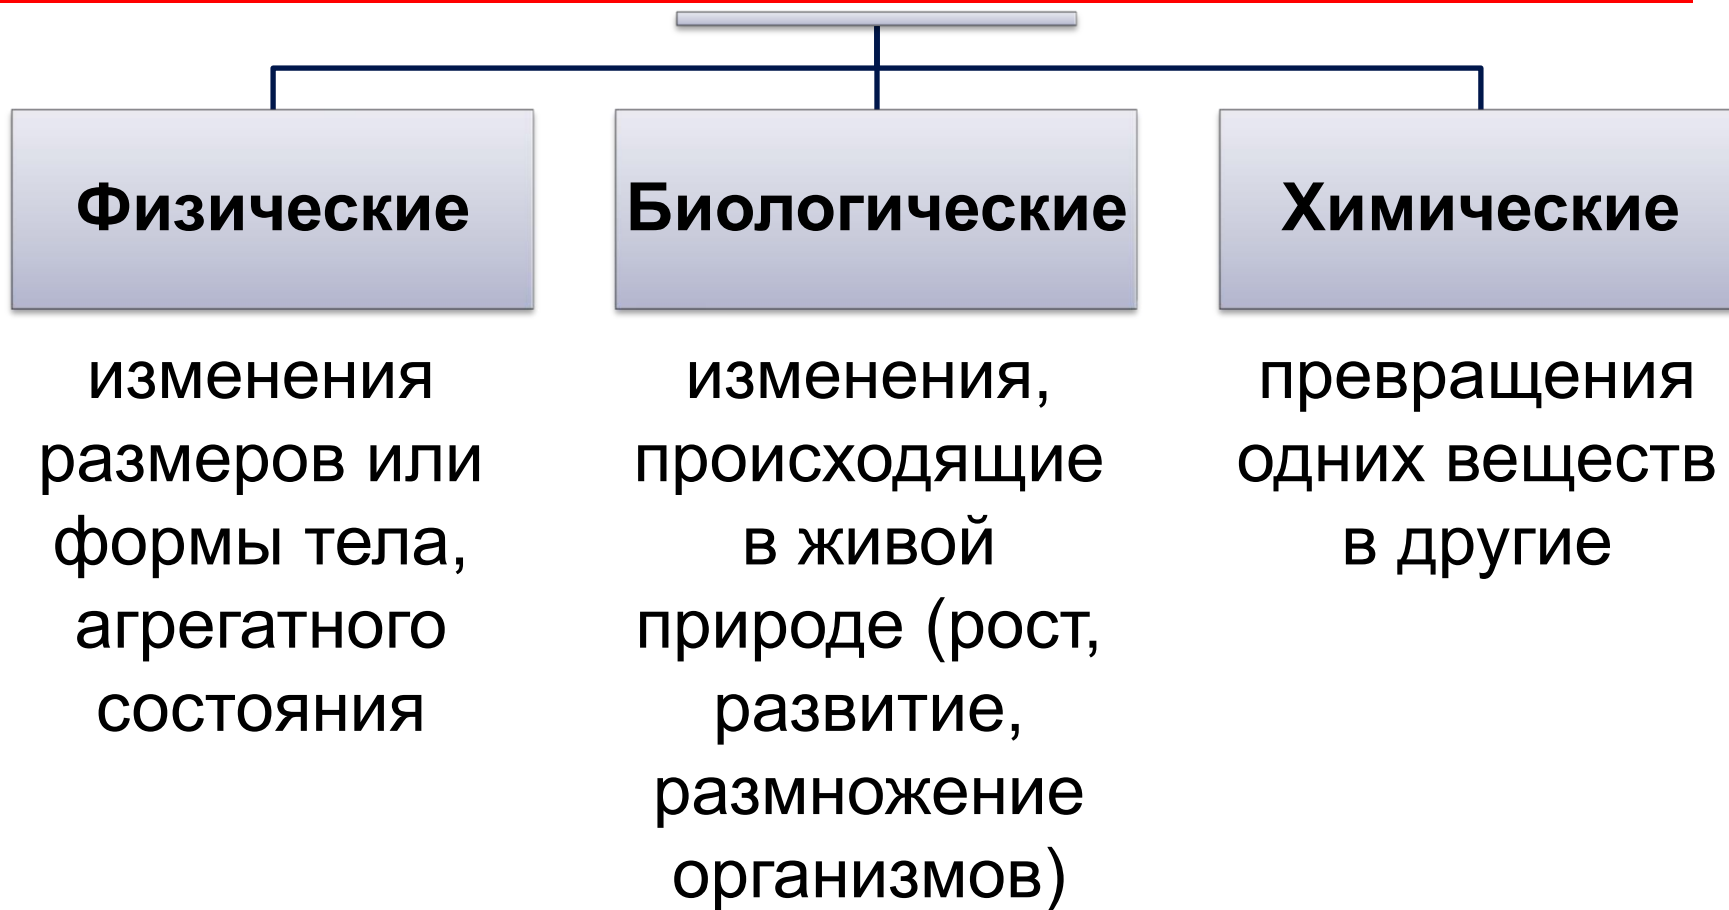 Физические
Биологические
Химические
изменения
размеров или
формы тела,
агрегатного
состояния
изменения,
происходящие
в живой
природе (рост,
развитие,
размножение
организмов)
превращения
одних веществ
в другие